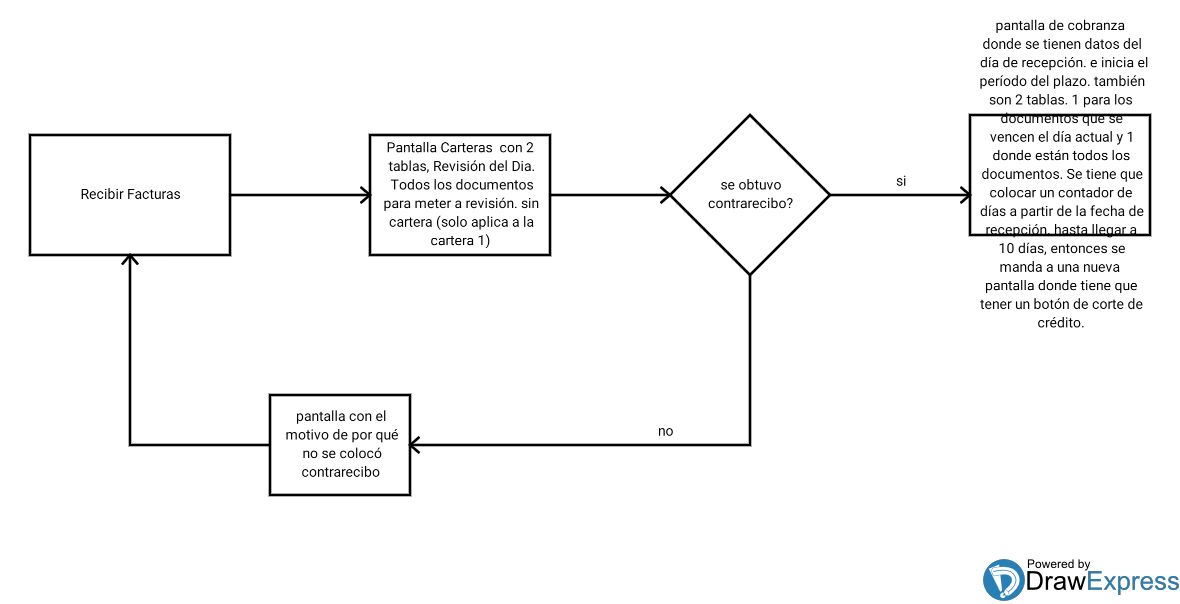 Recibir Facturas
Pantalla Carteras  con 2
tablas, Revisión del Dia.
Todos los documentos
para meter a revisión. sin
cartera (solo aplica a la
cartera 1)
se obtuvo
contrarecibo?
si
pantalla de cobranza
donde se tienen datos del
día de recepción. e inicia el
período del plazo. también
son 2 tablas. 1 para los
documentos que se
vencen el día actual y 1
donde están todos los
documentos. Se tiene que
colocar un contador de
días a partir de la fecha de
recepción. hasta llegar a
10 días, entonces se
manda a una nueva
pantalla donde tiene que
tener un botón de corte de
crédito.
no
pantalla con el
motivo de por qué
no se colocó
contrarecibo
Powered by
DrawExpress